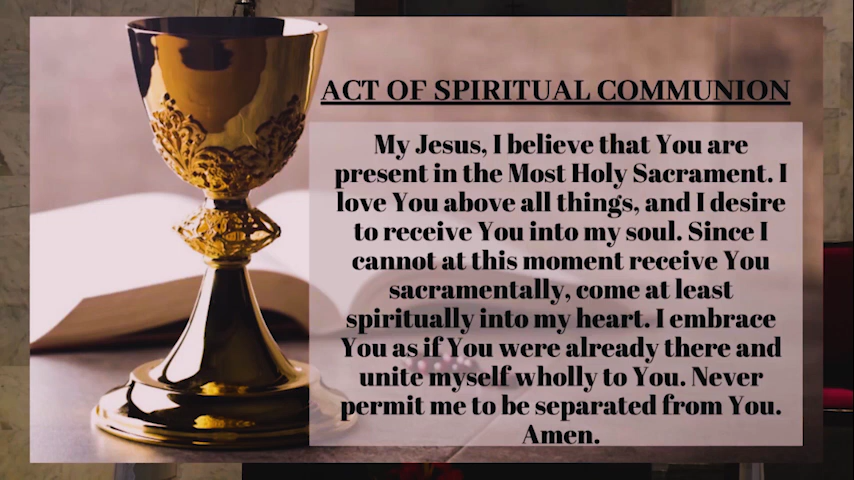 ACT OF SPIRITUAL COMMUNION
My Jesus, I believe that You are
present in the Most Holy Sacrament. I
love You above all things, and I desire
to receive You into my soul. Since I
cannot at this moment receive You
sacramentally, come at least
spiritually into my heart. I embrace
You as if You were already there and
unite myself wholly to You. Never
permit me to be separated from You.
Amen.